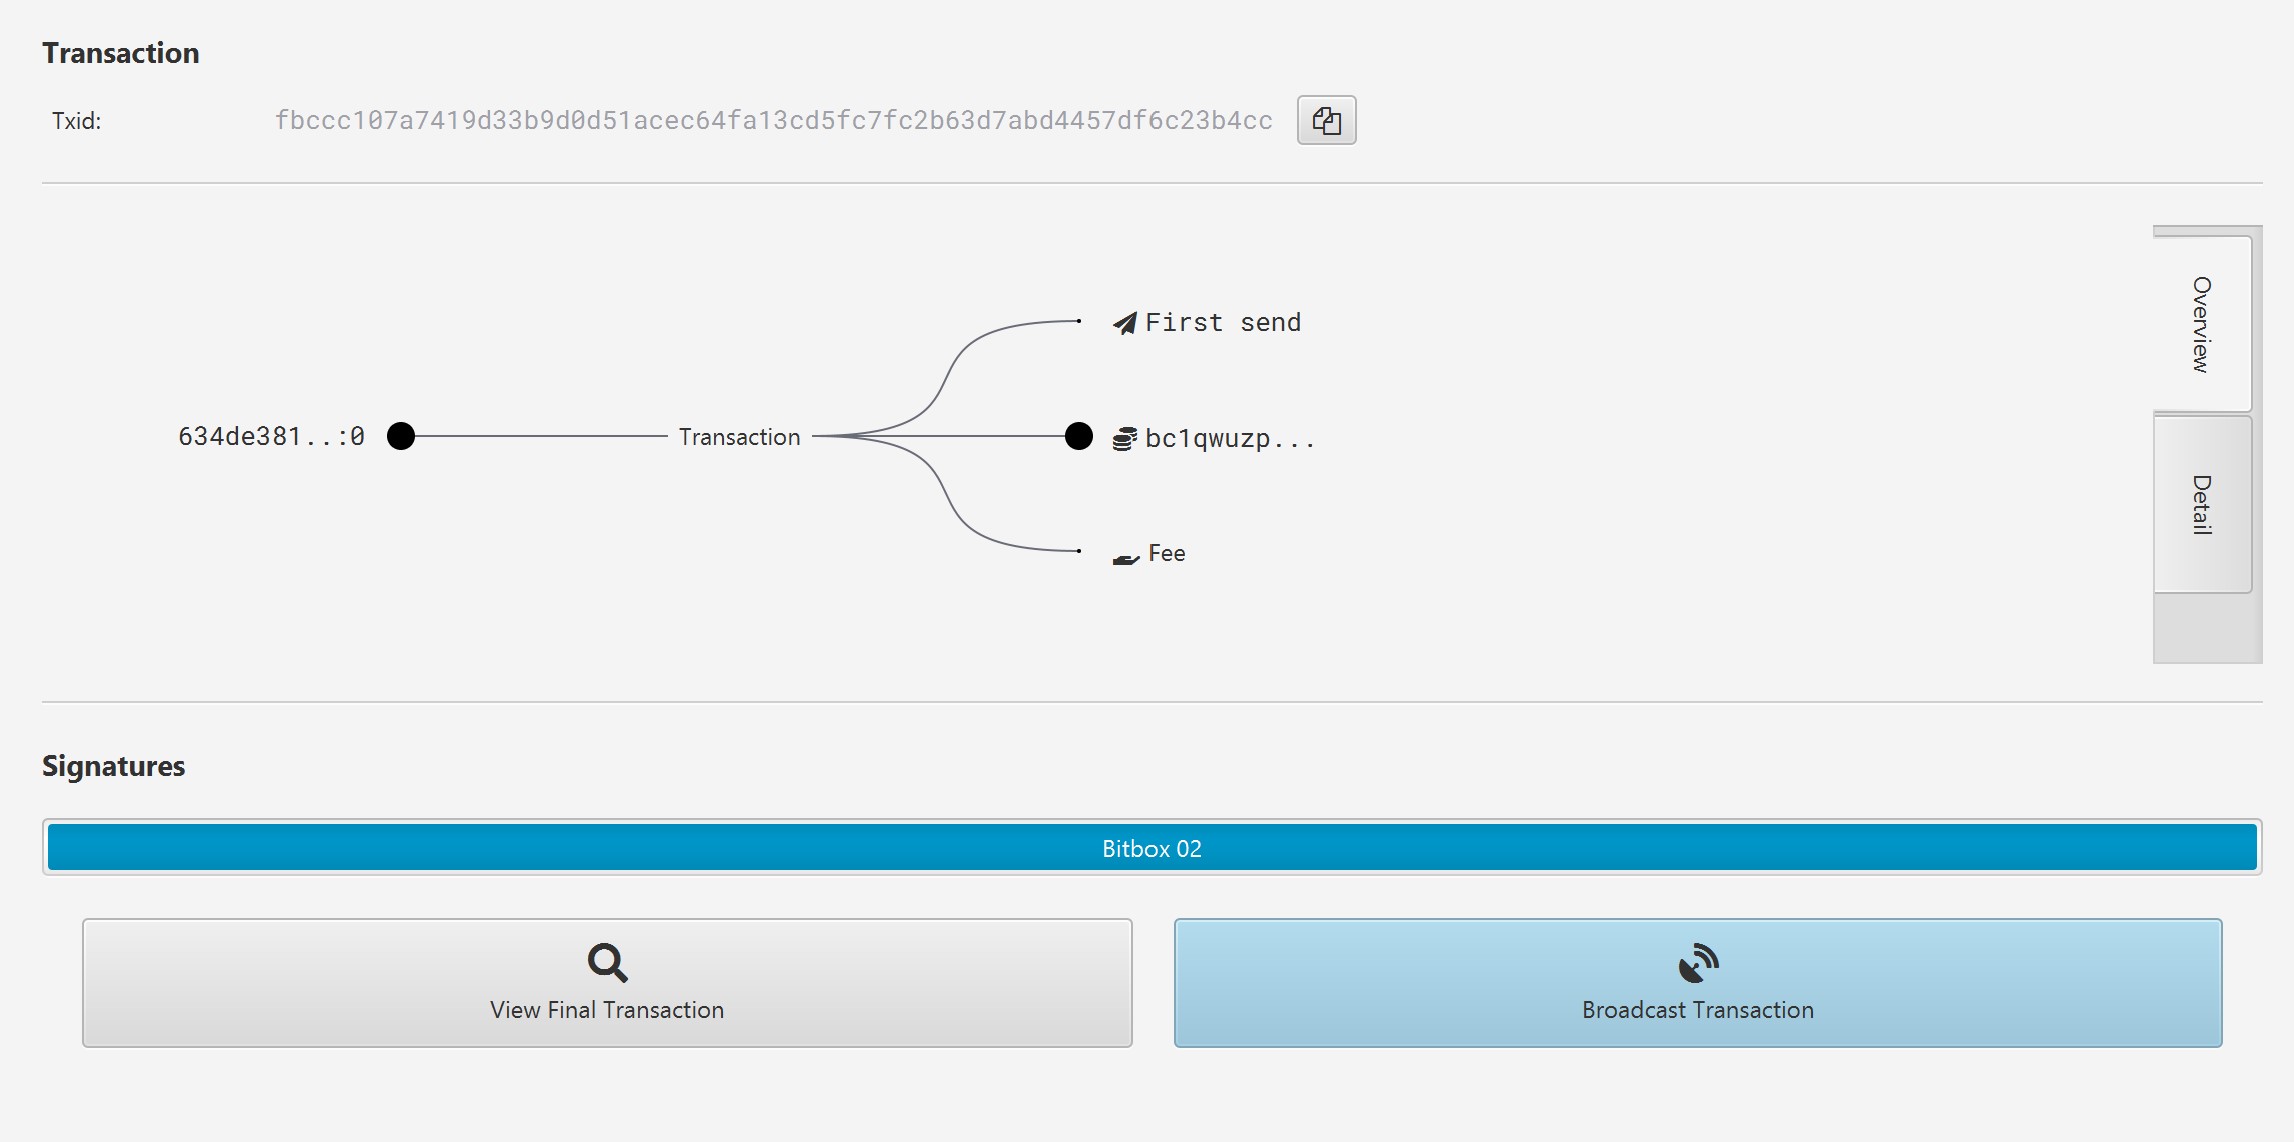 Transaction
Txid: fbccc107a7419d33b9d0d51acec64fa13cd5fc7fc2b63d7abd4457df6c23b4cc
Overview
First send
634de381..:0 Transaction bc1qwuzp...
Detail
Fee
Signatures
Bitbox 02
View Final Transaction
Broadcast Transaction